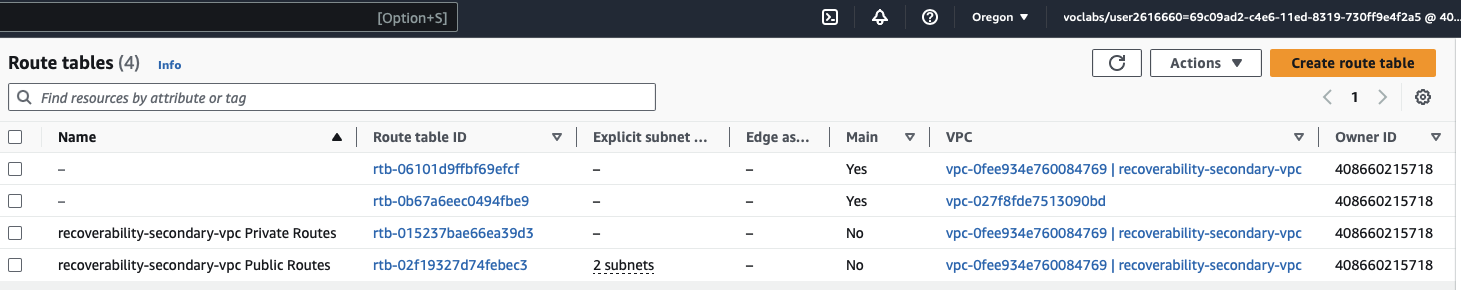 [Option+S] Oregon ▼ voclabs/user2616660=69c09ad2-c4e6-11ed-8319-730ff9e4f2a5 @ 40...
Route tables (4) Info Actions ▼ Create route table
Find resources by attribute or tag 1
Name Route table ID Explicit subnet ... Edge as... Main VPC Owner ID
– rtb-06101d9ffbf69efcf – – Yes vpc-0fee934e760084769 | recoverability-secondary-vpc 408660215718
– rtb-0b67a6eec0494fbe9 – – Yes vpc-027f8fde7513090bd 408660215718
recoverability-secondary-vpc Private Routes rtb-015237bae66ea39d3 – – No vpc-0fee934e760084769 | recoverability-secondary-vpc 408660215718
recoverability-secondary-vpc Public Routes rtb-02f19327d74febec3 2 subnets – No vpc-0fee934e760084769 | recoverability-secondary-vpc 408660215718